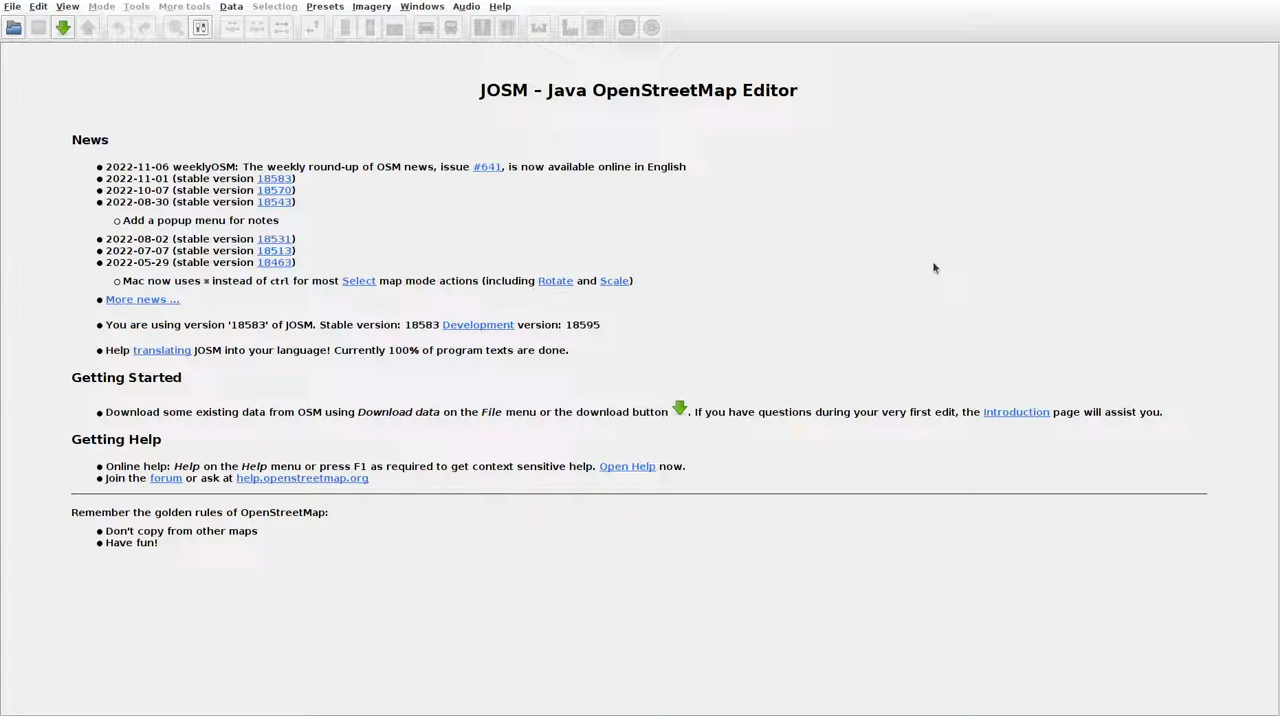 File Edit View Mode Tools More tools Data Selection Presets Imagery Windows Audio Help
JOSM – Java OpenStreetMap Editor
News
● 2022-11-06 weeklyOSM: The weekly round-up of OSM news, issue #641, is now available online in English
● 2022-11-01 (stable version 18583)
● 2022-10-07 (stable version 18570)
● 2022-08-30 (stable version 18543)
○ Add a popup menu for notes
● 2022-08-02 (stable version 18531)
● 2022-07-07 (stable version 18513)
● 2022-05-29 (stable version 18463)
○ Mac now uses ⌘ instead of ctrl for most Select map mode actions (including Rotate and Scale)
● More news ...
● You are using version '18583' of JOSM. Stable version: 18583 Development version: 18595
● Help translating JOSM into your language! Currently 100% of program texts are done.
Getting Started
● Download some existing data from OSM using Download data on the File menu or the download button . If you have questions during your very first edit, the Introduction page will assist you.
Getting Help
● Online help: Help on the Help menu or press F1 as required to get context sensitive help. Open Help now.
● Join the forum or ask at help.openstreetmap.org
Remember the golden rules of OpenStreetMap:
● Don't copy from other maps
● Have fun!